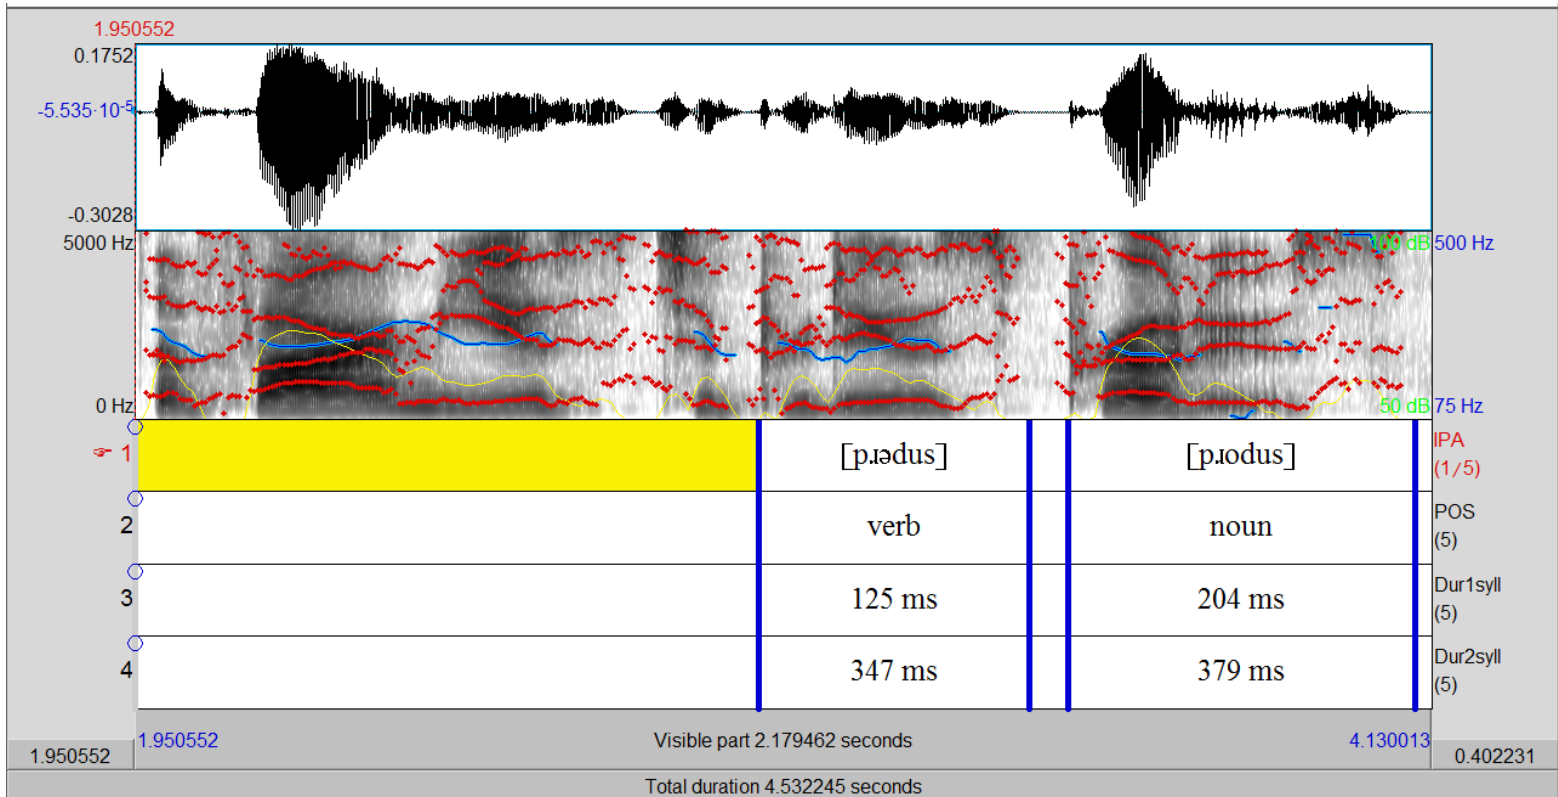 1.950552
0.1752
-5.535·10⁻⁵
-0.3028
5000 Hz
100 dB 500 Hz
0 Hz
50 dB 75 Hz
☞ 1 [pɹədus] [pɹodus] IPA
(1/5)
2 verb noun POS
(5)
3 125 ms 204 ms Dur1syll
(5)
4 347 ms 379 ms Dur2syll
(5)
1.950552 Visible part 2.179462 seconds 4.130013
1.950552 0.402231
Total duration 4.532245 seconds